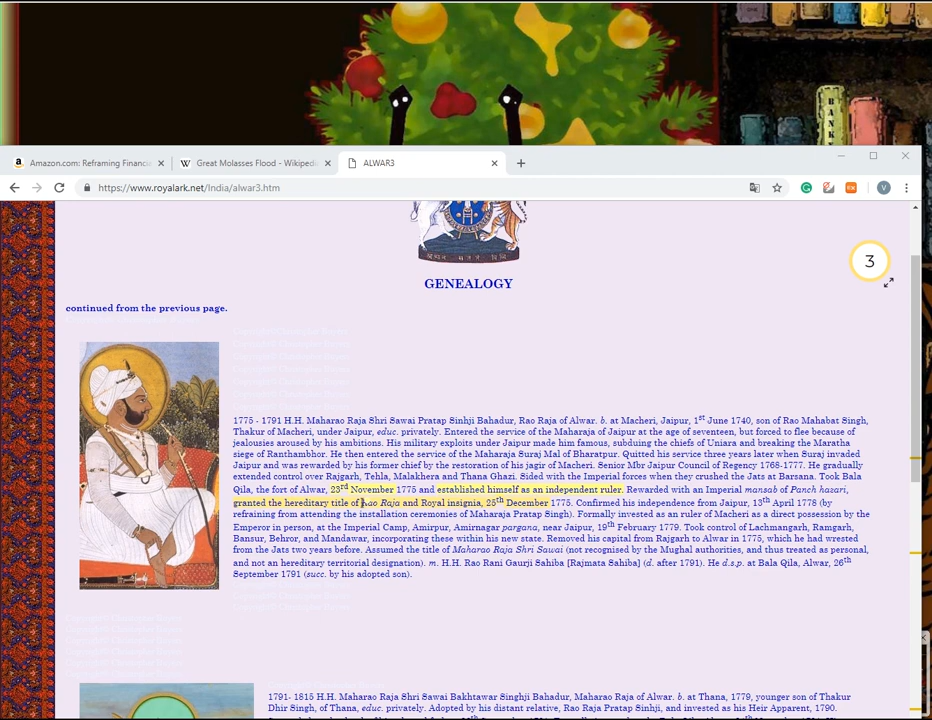 BANK
Amazon.com: Reframing Financi
Great Molasses Flood - Wikipedi
ALWAR3
https://www.royalark.net/India/alwar3.htm
V
3
GENEALOGY
continued from the previous page.
1775 - 1791 H.H. Maharao Raja Shri Sawai Pratap Sinhji Bahadur, Rao Raja of Alwar. b. at Macheri, Jaipur, 1st June 1740, son of Rao Mahabat Singh,
Thakur of Macheri, under Jaipur, educ. privately. Entered the service of the Maharaja of Jaipur at the age of seventeen, but forced to flee because of
jealousies aroused by his ambitions. His military exploits under Jaipur made him famous, subduing the chiefs of Uniara and breaking the Maratha
siege of Ranthambhor. He then entered the service of the Maharaja Suraj Mal of Bharatpur. Quitted his service three years later when Suraj invaded
Jaipur and was rewarded by his former chief by the restoration of his jagir of Macheri. Senior Mbr Jaipur Council of Regency 1768-1777. He gradually
extended control over Rajgarh, Tehla, Malakhera and Thana Ghazi. Sided with the Imperial forces when they crushed the Jats at Barsana. Took Bala
Qila, the fort of Alwar, 23rd November 1775 and established himself as an independent ruler. Rewarded with an Imperial mansab of Panch hazari,
granted the hereditary title of Rao Raja and Royal insignia, 25th December 1775. Confirmed his independence from Jaipur, 13th April 1778 (by
refraining from attending the installation ceremonies of Maharaja Pratap Singh). Formally invested as an ruler of Macheri as a direct possession by the
Emperor in person, at the Imperial Camp, Amirpur, Amirnagar pargana, near Jaipur, 19th February 1779. Took control of Lachmangarh, Ramgarh,
Bansur, Behror, and Mandawar, incorporating these within his new state. Removed his capital from Rajgarh to Alwar in 1775, which he had wrested
from the Jats two years before. Assumed the title of Maharao Raja Shri Sawai (not recognised by the Mughal authorities, and thus treated as personal,
and not an hereditary territorial designation). m. H.H. Rao Rani Gaurji Sahiba [Rajmata Sahiba] (d. after 1791). He d.s.p. at Bala Qila, Alwar, 26th
September 1791 (succ. by his adopted son).
1791- 1815 H.H. Maharao Raja Shri Sawai Bakhtawar Singhji Bahadur, Maharao Raja of Alwar. b. at Thana, 1779, younger son of Thakur
Dhir Singh, of Thana, educ. privately. Adopted by his distant relative, Rao Raja Pratap Sinhji, and invested as his Heir Apparent, 1790.